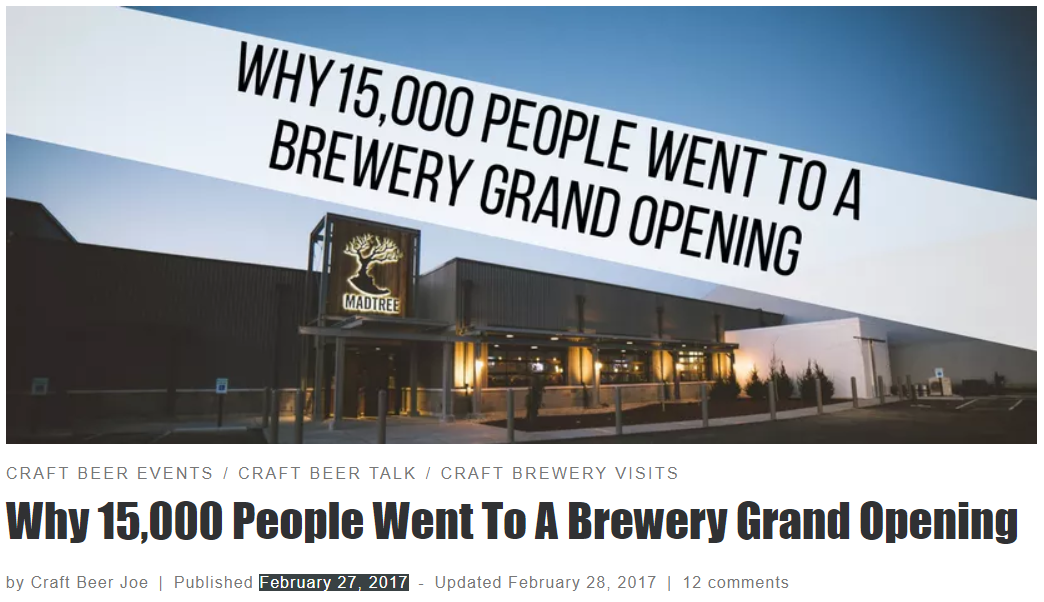 WHY 15,000 PEOPLE WENT TO A
BREWERY GRAND OPENING
MADTREE
CRAFT BEER EVENTS / CRAFT BEER TALK / CRAFT BREWERY VISITS
Why 15,000 People Went To A Brewery Grand Opening
by Craft Beer Joe | Published February 27, 2017 - Updated February 28, 2017 | 12 comments